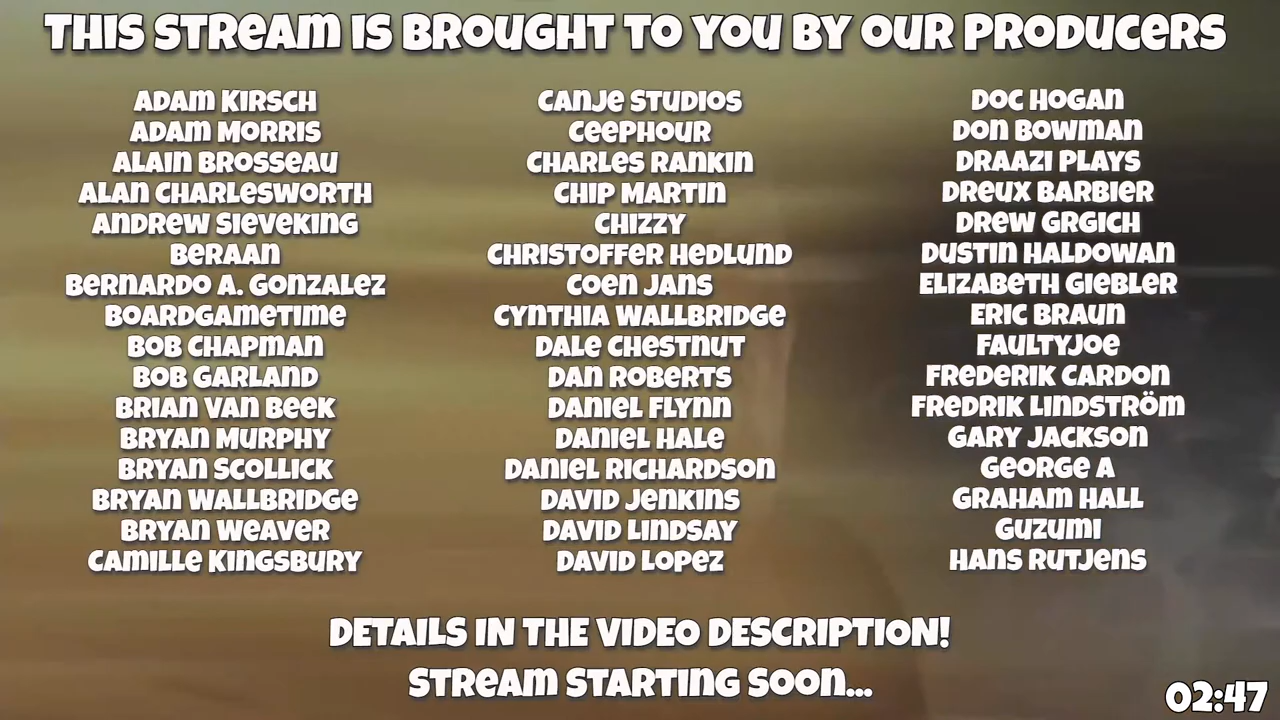 THIS STREAM IS BROUGHT TO YOU BY OUR PRODUCERS
ADAM KIRSCH
ADAM MORRIS
ALAIN BROSSEAU
ALAN CHARLESWORTH
ANDREW SIEVEKING
BERAAN
BERNARDO A. GONZALEZ
BOARDGAMETIME
BOB CHAPMAN
BOB GARLAND
BRIAN VAN BEEK
BRYAN MURPHY
BRYAN SCOLLICK
BRYAN WALLBRIDGE
BRYAN WEAVER
CAMILLE KINGSBURY
CANJE STUDIOS
CEEPHOUR
CHARLES RANKIN
CHIP MARTIN
CHIZZY
CHRISTOFFER HEDLUND
COEN JANS
CYNTHIA WALLBRIDGE
DALE CHESTNUT
DAN ROBERTS
DANIEL FLYNN
DANIEL HALE
DANIEL RICHARDSON
DAVID JENKINS
DAVID LINDSAY
DAVID LOPEZ
DOC HOGAN
DON BOWMAN
DRAAZI PLAYS
DREUX BARBIER
DREW GRGICH
DUSTIN HALDOWAN
ELIZABETH GIEBLER
ERIC BRAUN
FAULTYJOE
FREDERIK CARDON
FREDRIK LINDSTRÖM
GARY JACKSON
GEORGE A
GRAHAM HALL
GUZUMI
HANS RUTJENS
DETAILS IN THE VIDEO DESCRIPTION!
STREAM STARTING SOON...
02:47